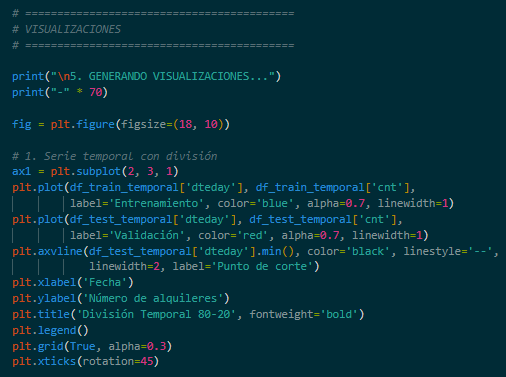 # ==========================================
# VISUALIZACIONES
# ==========================================
print("\n5. GENERANDO VISUALIZACIONES...")
print("-" * 70)
fig = plt.figure(figsize=(18, 10))
# 1. Serie temporal con división
ax1 = plt.subplot(2, 3, 1)
plt.plot(df_train_temporal['dteday'], df_train_temporal['cnt'],
label='Entrenamiento', color='blue', alpha=0.7, linewidth=1)
plt.plot(df_test_temporal['dteday'], df_test_temporal['cnt'],
label='Validación', color='red', alpha=0.7, linewidth=1)
plt.axvline(df_test_temporal['dteday'].min(), color='black', linestyle='--',
linewidth=2, label='Punto de corte')
plt.xlabel('Fecha')
plt.ylabel('Número de alquileres')
plt.title('División Temporal 80-20', fontweight='bold')
plt.legend()
plt.grid(True, alpha=0.3)
plt.xticks(rotation=45)